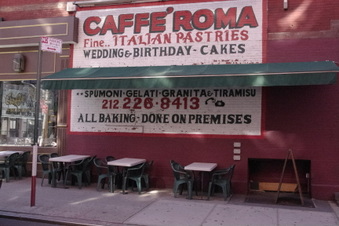 CAFFE' ROMA
Fine.. ITALIAN PASTRIES
WEDDING & BIRTHDAY - CAKES
SPUMONI - GELATI - GRANITA & TIRAMISU
212 226-8413
ALL BAKING - DONE ON PREMISES